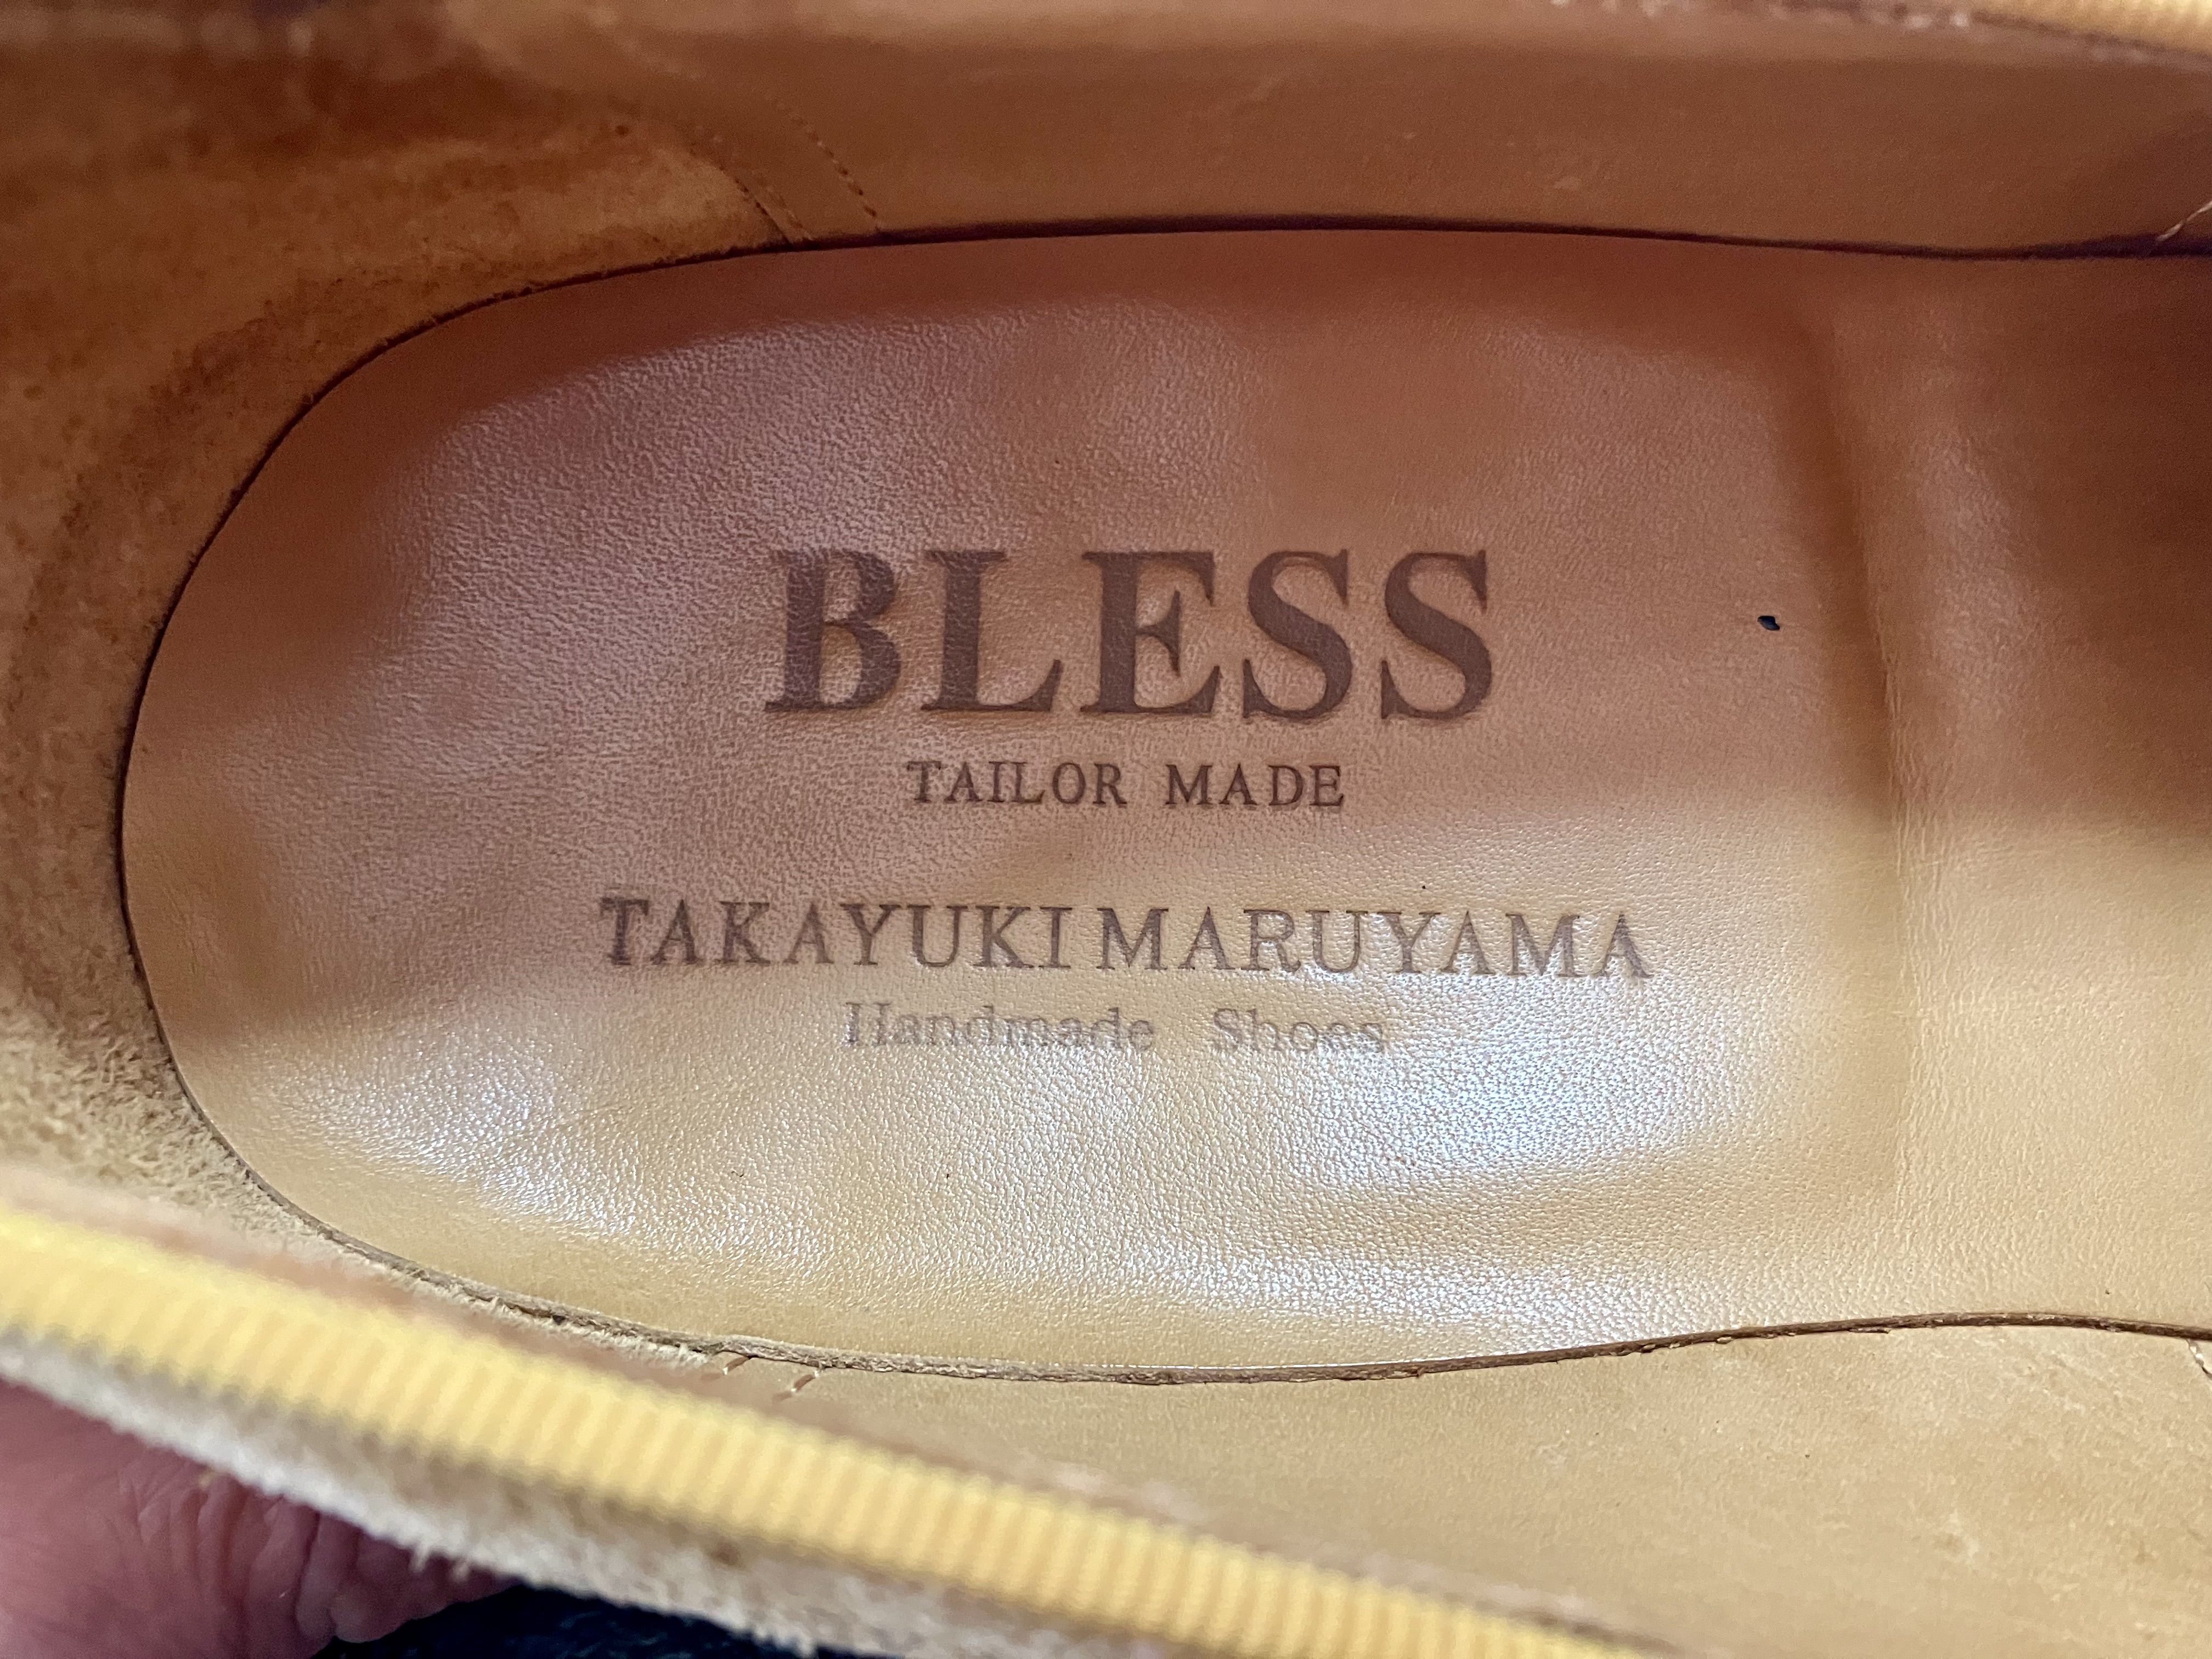 BLESS
TAILOR MADE
TAKAYUKI MARUYAMA
Handmade Shoes